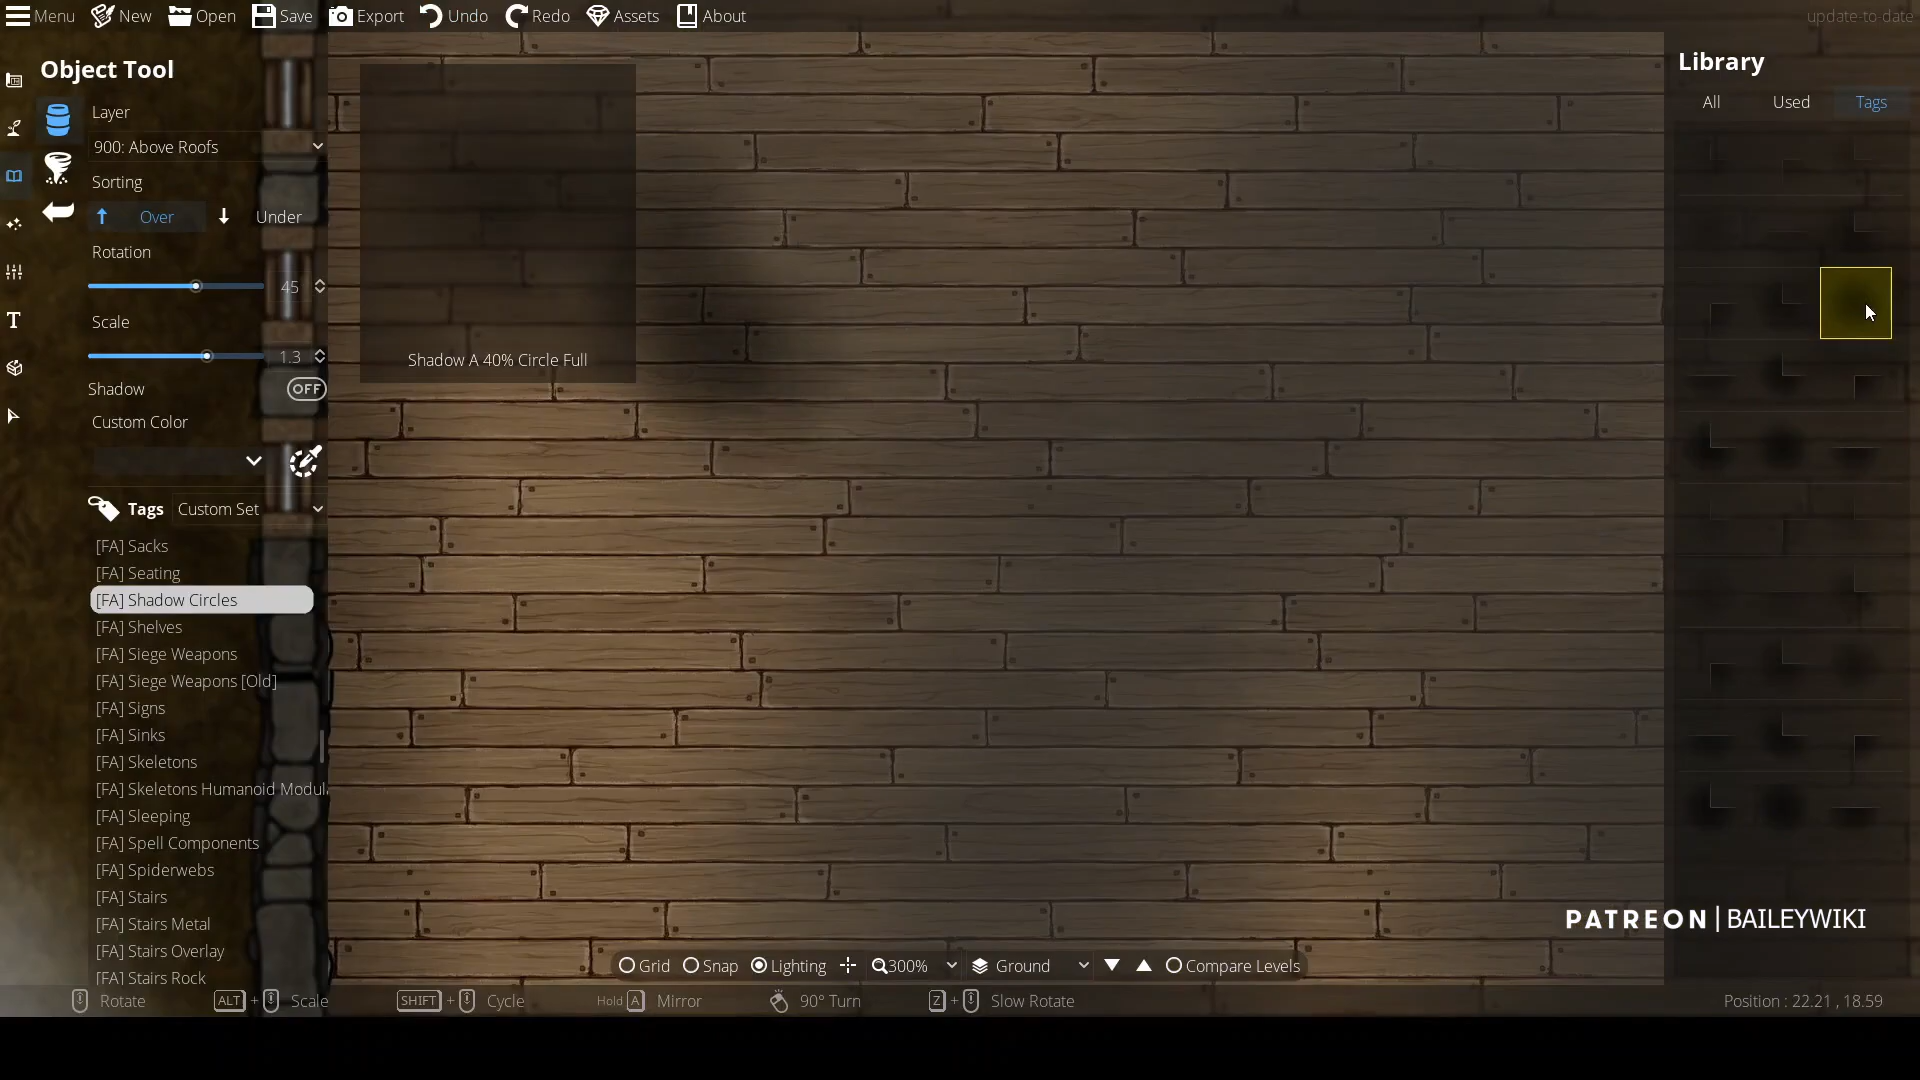 Menu New Open Save Export Undo Redo Assets About update-to-date
Object Tool
Layer
900: Above Roofs
Sorting
Over Under
Rotation
45
Scale
1.3
Shadow OFF
Custom Color
Tags Custom Set
[FA] Sacks
[FA] Seating
[FA] Shadow Circles
[FA] Shelves
[FA] Siege Weapons
[FA] Siege Weapons [Old]
[FA] Signs
[FA] Sinks
[FA] Skeletons
[FA] Skeletons Humanoid Modula
[FA] Sleeping
[FA] Spell Components
[FA] Spiderwebs
[FA] Stairs
[FA] Stairs Metal
[FA] Stairs Overlay
[FA] Stairs Rock
Shadow A 40% Circle Full
Library
All Used Tags
PATREON | BAILEYWIKI
Grid Snap Lighting 300% Ground Compare Levels
Rotate ALT + Scale SHIFT + Cycle Hold A Mirror 90° Turn Z + Slow Rotate Position : 22.21 , 18.59